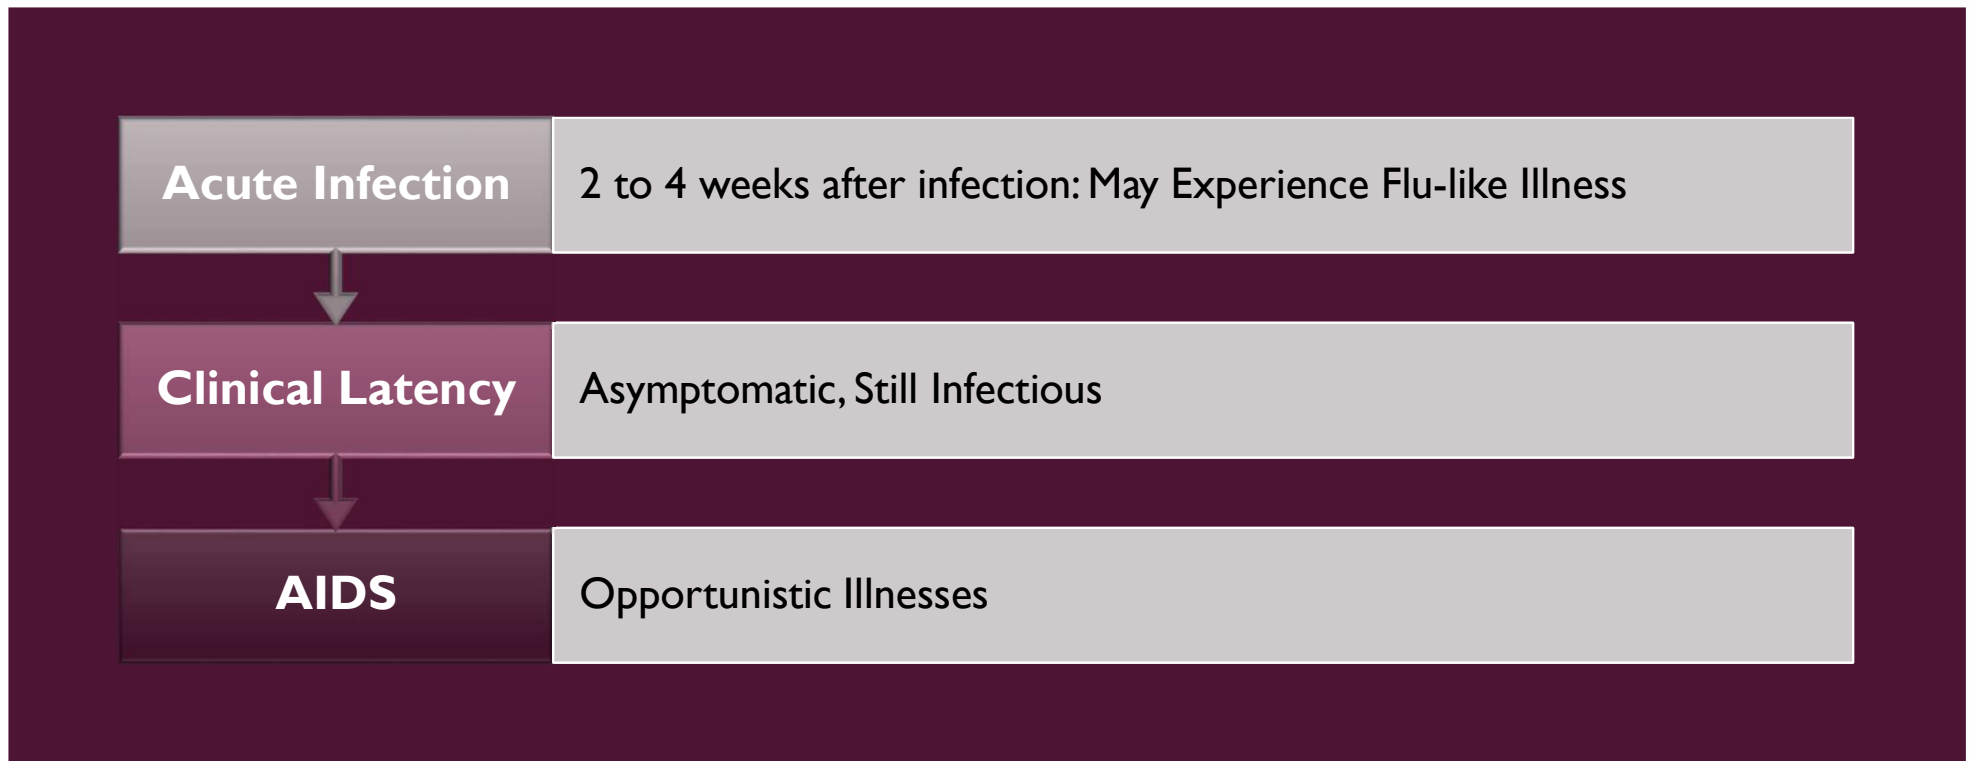 Acute Infection
2 to 4 weeks after infection: May Experience Flu-like Illness
Clinical Latency
Asymptomatic, Still Infectious
AIDS
Opportunistic Illnesses